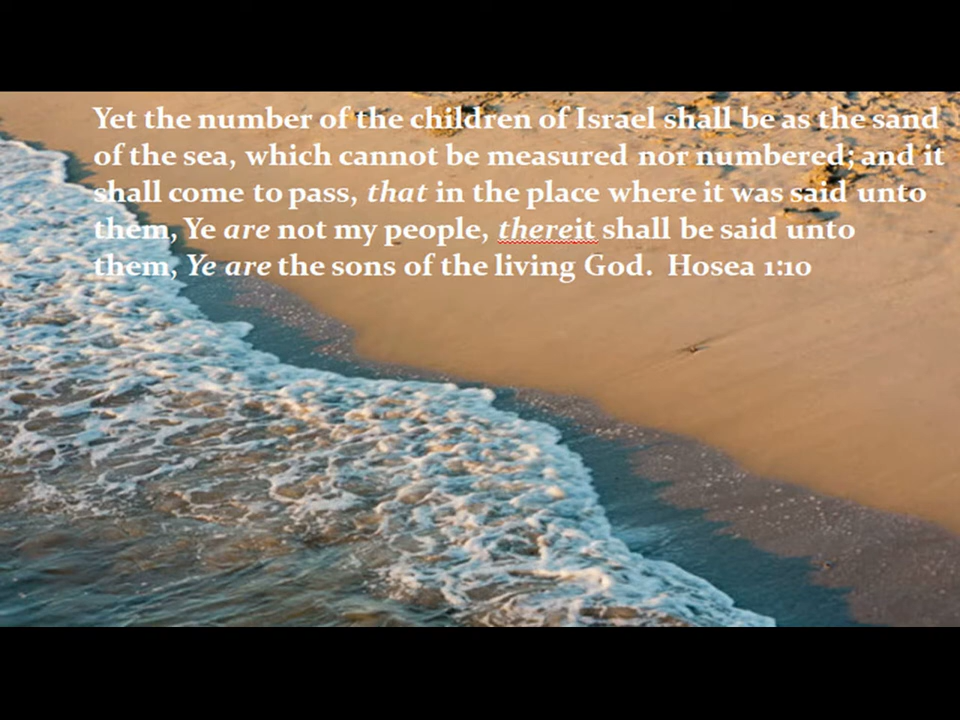 Yet the number of the children of Israel shall be as the sand
of the sea, which cannot be measured nor numbered; and it
shall come to pass, that in the place where it was said unto
them, Ye are not my people, thereit shall be said unto
them, Ye are the sons of the living God.  Hosea 1:10